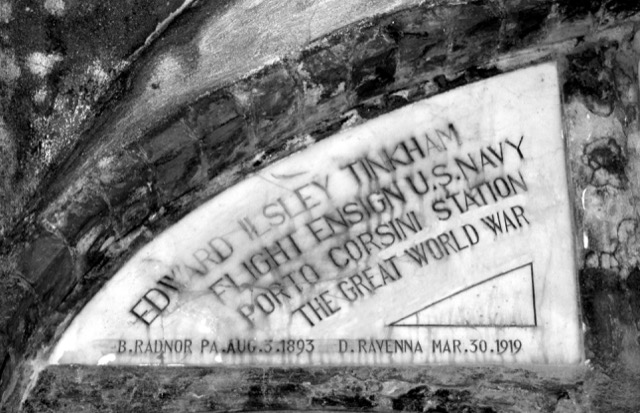 EDWARD ILSLEY TINKHAM
FLIGHT ENSIGN U.S. NAVY
PORTO CORSINI STATION
THE GREAT WORLD WAR
B. RADNOR PA. AUG. 3. 1893 D. RAVENNA MAR. 30. 1919